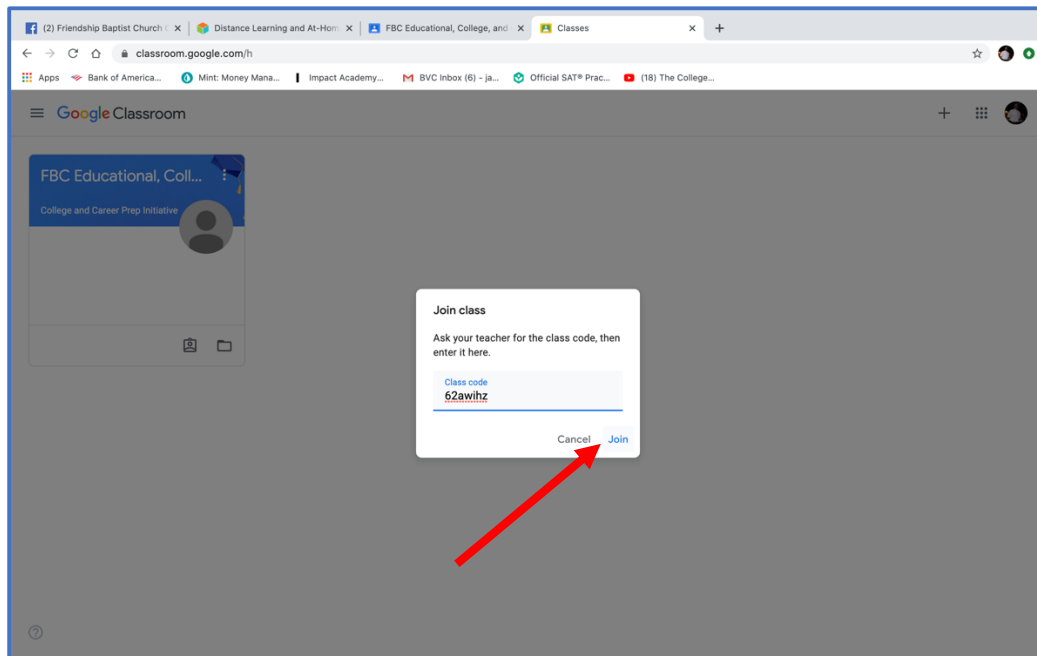 (2) Friendship Baptist Church
Distance Learning and At-Hom
FBC Educational, College, and
Classes
classroom.google.com/h
Apps
Bank of America...
Mint: Money Mana...
Impact Academy...
BVC Inbox (6) - ja...
Official SAT® Prac...
(18) The College...
Google Classroom
FBC Educational, Coll...
College and Career Prep Initiative
Join class
Ask your teacher for the class code, then
enter it here.
Class code
62awihz
Cancel
Join